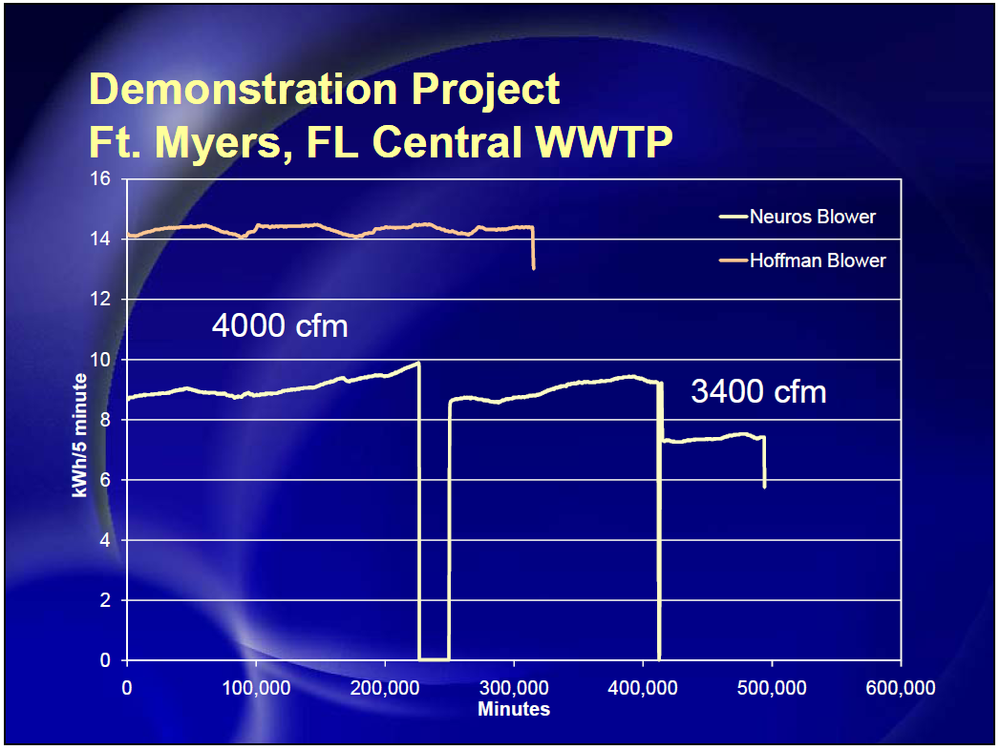 Demonstration Project
Ft. Myers, FL Central WWTP
16
14
12
10
8
6
4
2
0
kWh/5 minute
Neuros Blower
Hoffman Blower
4000 cfm
3400 cfm
0 100,000 200,000 300,000 400,000 500,000 600,000
Minutes